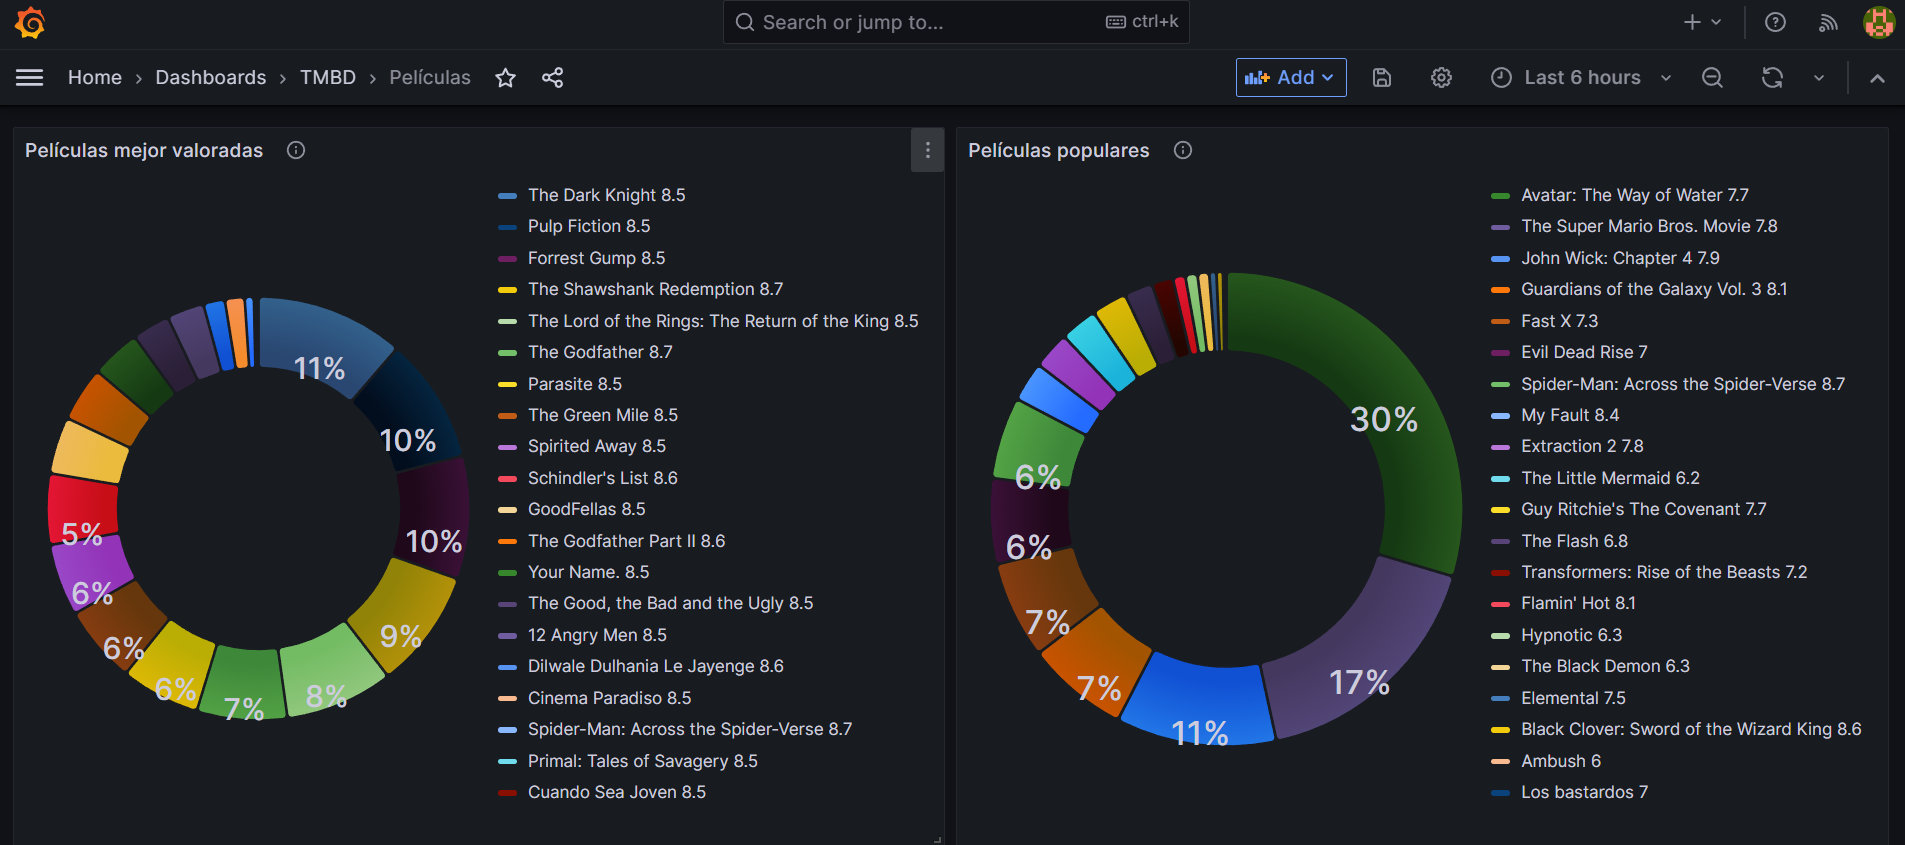 Search or jump to...
ctrl+k
Home › Dashboards › TMBD › Películas
Add
Last 6 hours
Películas mejor valoradas
11%
10%
10%
9%
8%
7%
6%
6%
6%
5%
The Dark Knight 8.5
Pulp Fiction 8.5
Forrest Gump 8.5
The Shawshank Redemption 8.7
The Lord of the Rings: The Return of the King 8.5
The Godfather 8.7
Parasite 8.5
The Green Mile 8.5
Spirited Away 8.5
Schindler's List 8.6
GoodFellas 8.5
The Godfather Part II 8.6
Your Name. 8.5
The Good, the Bad and the Ugly 8.5
12 Angry Men 8.5
Dilwale Dulhania Le Jayenge 8.6
Cinema Paradiso 8.5
Spider-Man: Across the Spider-Verse 8.7
Primal: Tales of Savagery 8.5
Cuando Sea Joven 8.5
Películas populares
30%
17%
11%
7%
7%
6%
6%
Avatar: The Way of Water 7.7
The Super Mario Bros. Movie 7.8
John Wick: Chapter 4 7.9
Guardians of the Galaxy Vol. 3 8.1
Fast X 7.3
Evil Dead Rise 7
Spider-Man: Across the Spider-Verse 8.7
My Fault 8.4
Extraction 2 7.8
The Little Mermaid 6.2
Guy Ritchie's The Covenant 7.7
The Flash 6.8
Transformers: Rise of the Beasts 7.2
Flamin' Hot 8.1
Hypnotic 6.3
The Black Demon 6.3
Elemental 7.5
Black Clover: Sword of the Wizard King 8.6
Ambush 6
Los bastardos 7